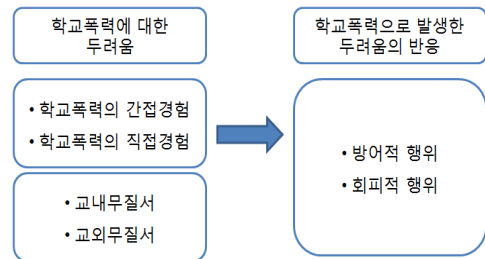 학교폭력에 대한
두려움
• 학교폭력의 간접경험
• 학교폭력의 직접경험
• 교내무질서
• 교외무질서
학교폭력으로 발생한
두려움의 반응
• 방어적 행위
• 회피적 행위